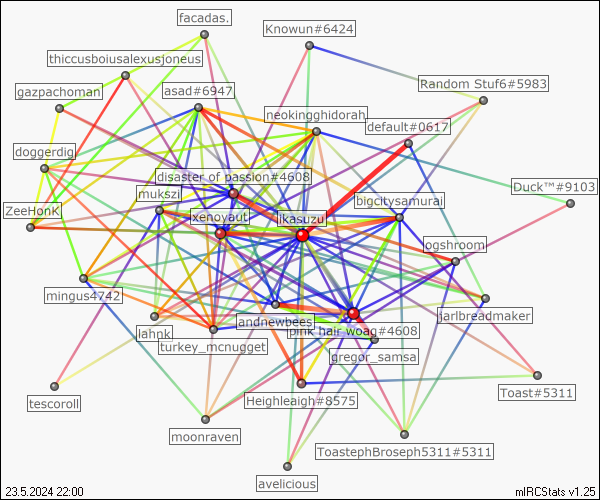 facadas.
Knowun#6424
thiccusboiusalexusjoneus
Random Stuf6#5983
gazpachoman
asad#6947
neokingghidorah
default#0617
doggerdig
disaster of passion#4608
Duck™#9103
mukszi
bigcitysamurai
ZeeHonK
xenoyaut
ikasuzu
ogshroom
mingus4742
jarlbreadmaker
andnewbees
pink hair woag#4608
lahnk
turkey_mcnugget
gregor_samsa
Toast#5311
tescoroll
Heighleaigh#8575
moonraven
ToastephBroseph5311#5311
avelicious
23.5.2024 22:00
mIRCStats v1.25